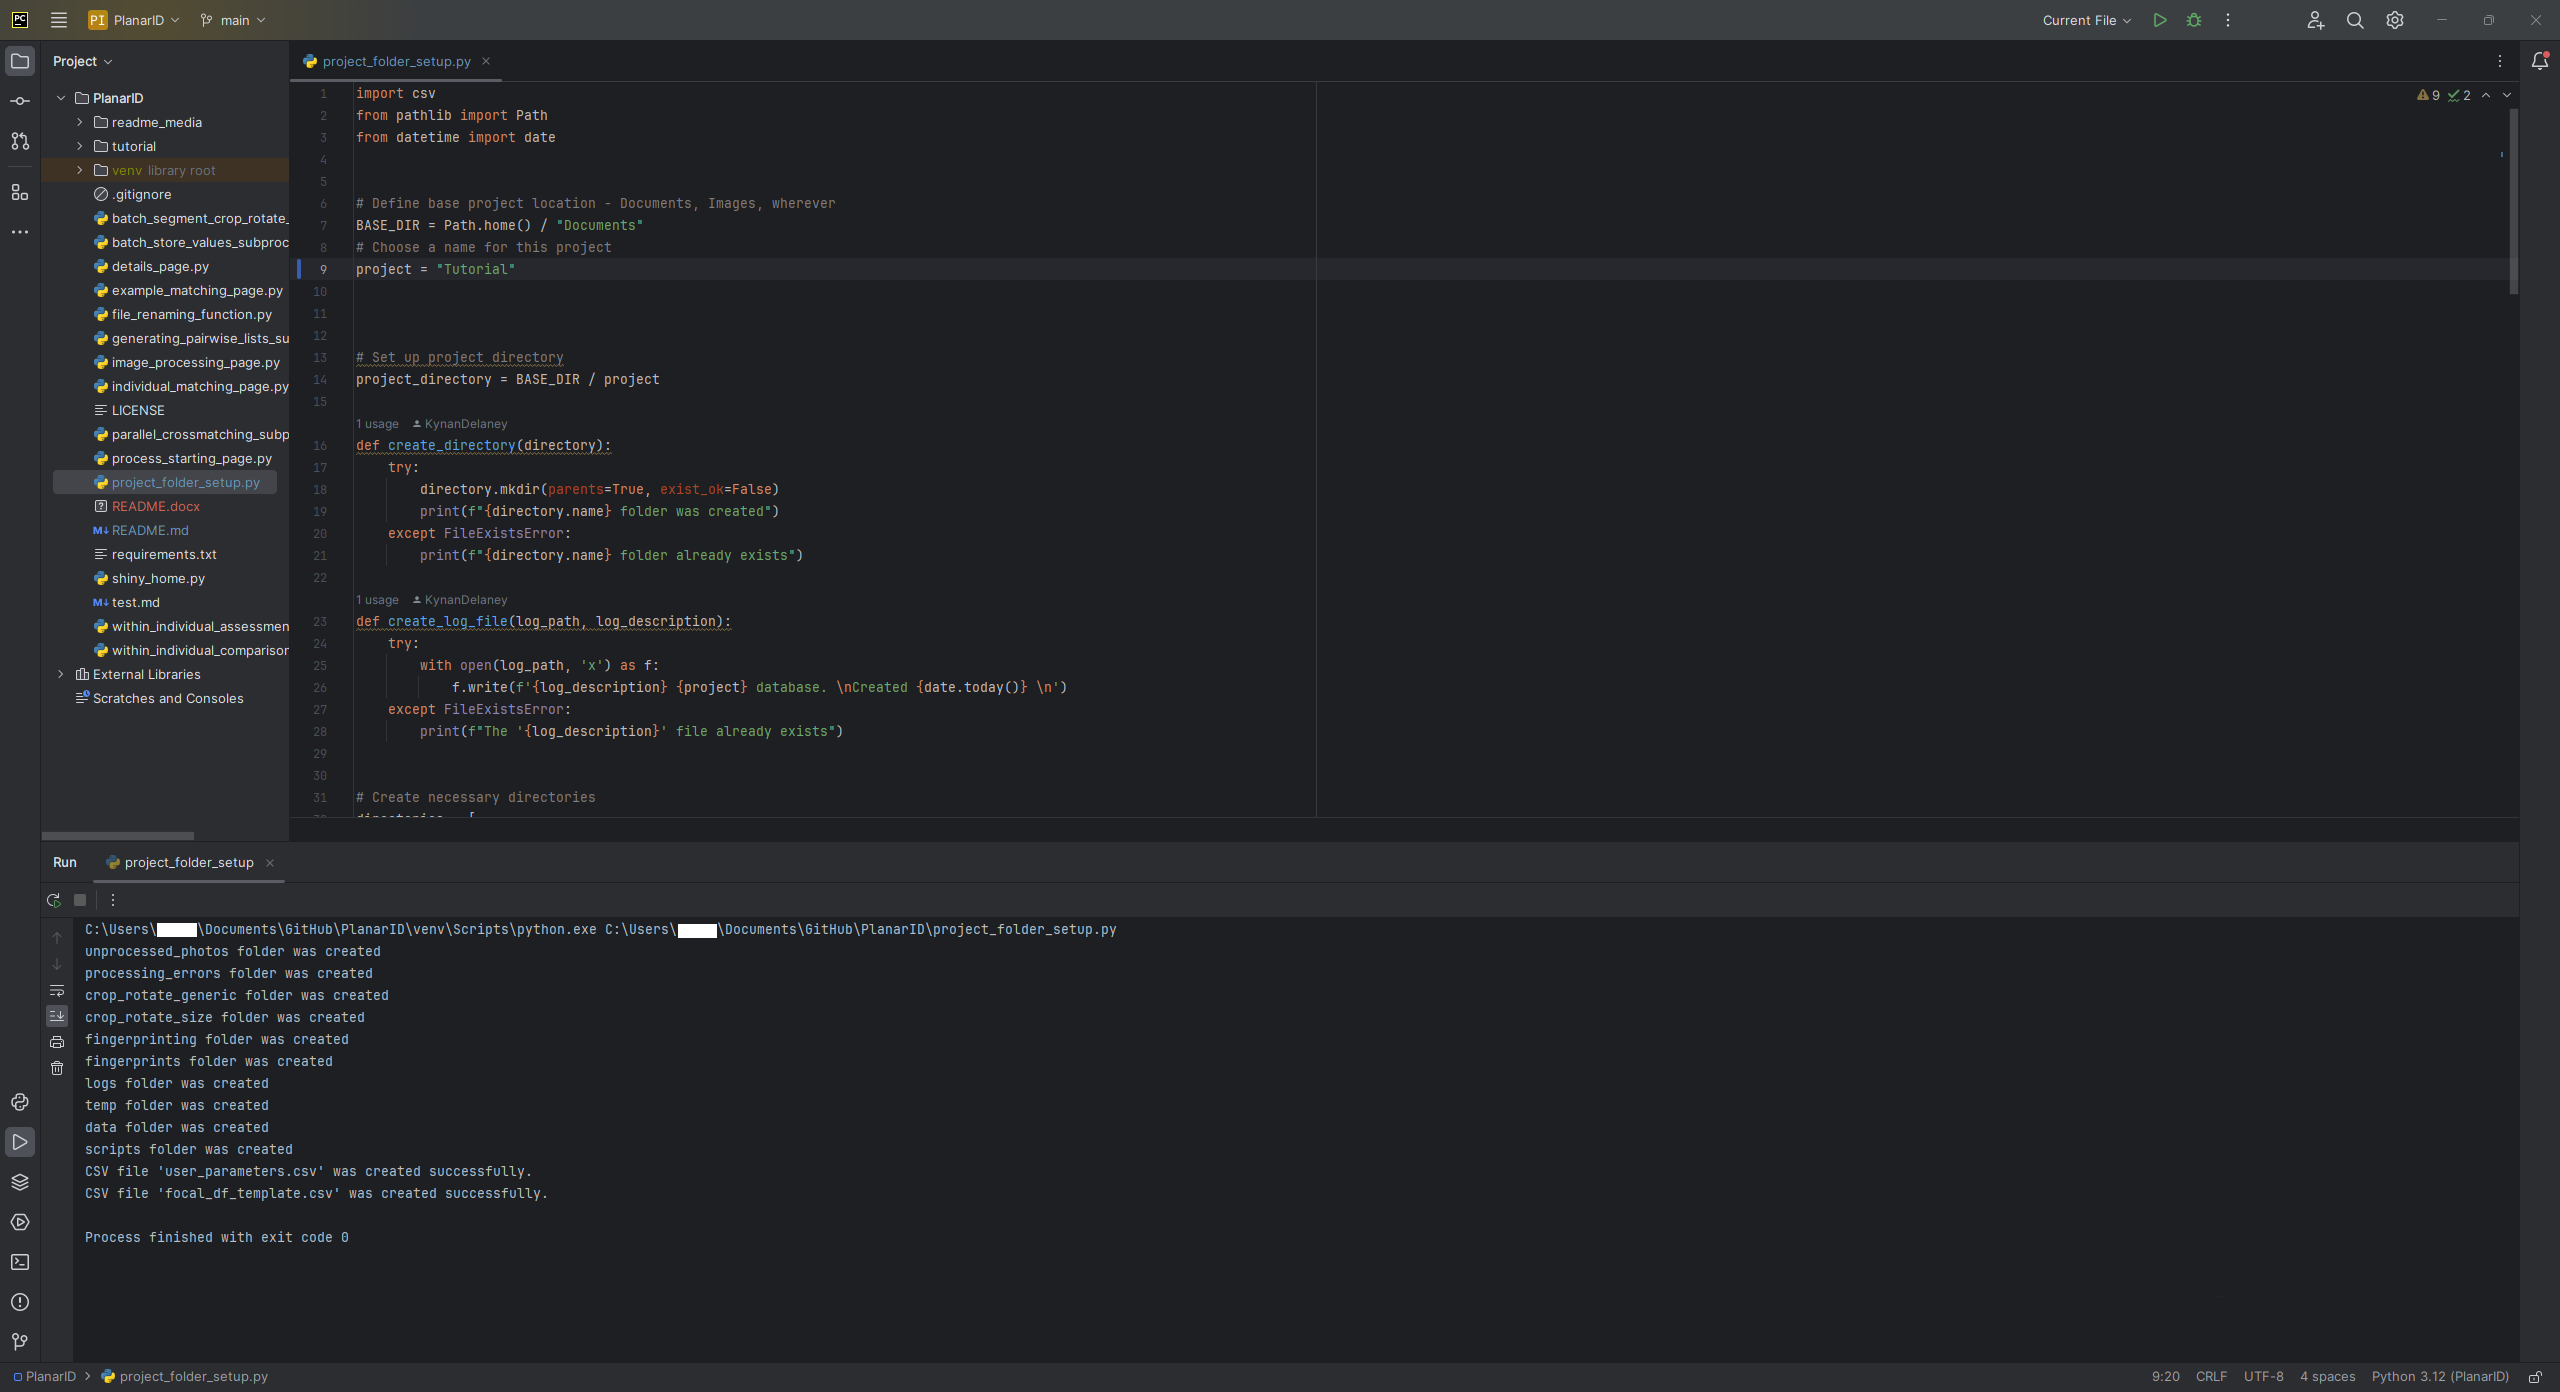 PC PI PlanarID main Current File
Project
project_folder_setup.py
PlanarID
readme_media
tutorial
venv library root
.gitignore
batch_segment_crop_rotate_
batch_store_values_subproc
details_page.py
example_matching_page.py
file_renaming_function.py
generating_pairwise_lists_su
image_processing_page.py
individual_matching_page.py
LICENSE
parallel_crossmatching_subp
process_starting_page.py
project_folder_setup.py
README.docx
README.md
requirements.txt
shiny_home.py
test.md
within_individual_assessmen
within_individual_comparison
External Libraries
Scratches and Consoles
9 2
1 import csv
2 from pathlib import Path
3 from datetime import date
4
5
6 # Define base project location - Documents, Images, wherever
7 BASE_DIR = Path.home() / "Documents"
8 # Choose a name for this project
9 project = "Tutorial"
10
11
12
13 # Set up project directory
14 project_directory = BASE_DIR / project
15
1 usage KynanDelaney
16 def create_directory(directory):
17 try:
18 directory.mkdir(parents=True, exist_ok=False)
19 print(f"{directory.name} folder was created")
20 except FileExistsError:
21 print(f"{directory.name} folder already exists")
22
1 usage KynanDelaney
23 def create_log_file(log_path, log_description):
24 try:
25 with open(log_path, 'x') as f:
26 f.write(f'{log_description} {project} database. \nCreated {date.today()} \n')
27 except FileExistsError:
28 print(f"The '{log_description}' file already exists")
29
30
31 # Create necessary directories
Run project_folder_setup
C:\Users\ \Documents\GitHub\PlanarID\venv\Scripts\python.exe C:\Users\ \Documents\GitHub\PlanarID\project_folder_setup.py
unprocessed_photos folder was created
processing_errors folder was created
crop_rotate_generic folder was created
crop_rotate_size folder was created
fingerprinting folder was created
fingerprints folder was created
logs folder was created
temp folder was created
data folder was created
scripts folder was created
CSV file 'user_parameters.csv' was created successfully.
CSV file 'focal_df_template.csv' was created successfully.
Process finished with exit code 0
PlanarID project_folder_setup.py 9:20 CRLF UTF-8 4 spaces Python 3.12 (PlanarID)